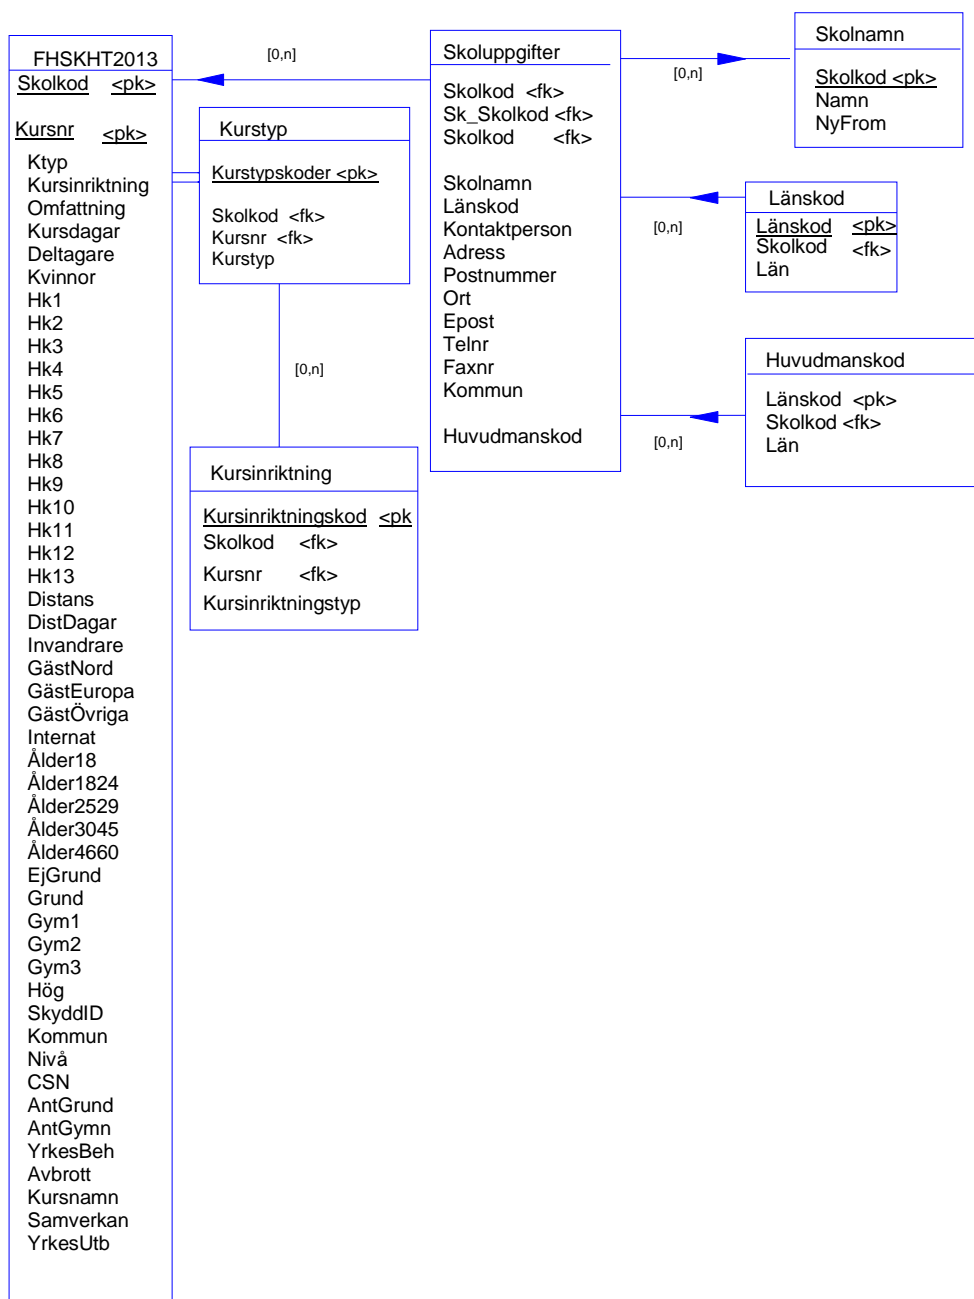 FHSKHT2013
Skolkod <pk>
Kursnr <pk>
Ktyp
Kursinriktning
Omfattning
Kursdagar
Deltagare
Kvinnor
Hk1
Hk2
Hk3
Hk4
Hk5
Hk6
Hk7
Hk8
Hk9
Hk10
Hk11
Hk12
Hk13
Distans
DistDagar
Invandrare
GästNord
GästEuropa
GästÖvriga
Internat
Ålder18
Ålder1824
Ålder2529
Ålder3045
Ålder4660
EjGrund
Grund
Gym1
Gym2
Gym3
Hög
SkyddID
Kommun
Nivå
CSN
AntGrund
AntGymn
YrkesBeh
Avbrott
Kursnamn
Samverkan
YrkesUtb
[0,n]
Kurstyp
Kurstypskoder <pk>
Skolkod <fk>
Kursnr <fk>
Kurstyp
[0,n]
Kursinriktning
Kursinriktningskod <pk
Skolkod <fk>
Kursnr <fk>
Kursinriktningstyp
Skoluppgifter
Skolkod <fk>
Sk_Skolkod <fk>
Skolkod <fk>
Skolnamn
Länskod
Kontaktperson
Adress
Postnummer
Ort
Epost
Telnr
Faxnr
Kommun
Huvudmanskod
[0,n]
Skolnamn
Skolkod <pk>
Namn
NyFrom
[0,n]
Länskod
Länskod <pk>
Skolkod <fk>
Län
[0,n]
Huvudmanskod
Länskod <pk>
Skolkod <fk>
Län